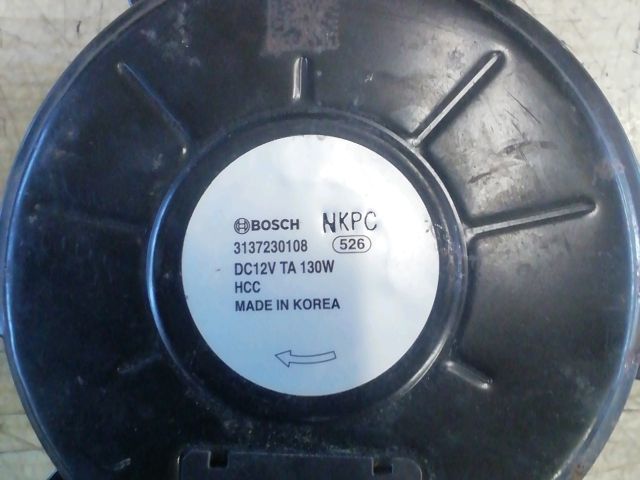 BOSCH NKPC
3137230108 526
DC12V TA 130W
HCC
MADE IN KOREA